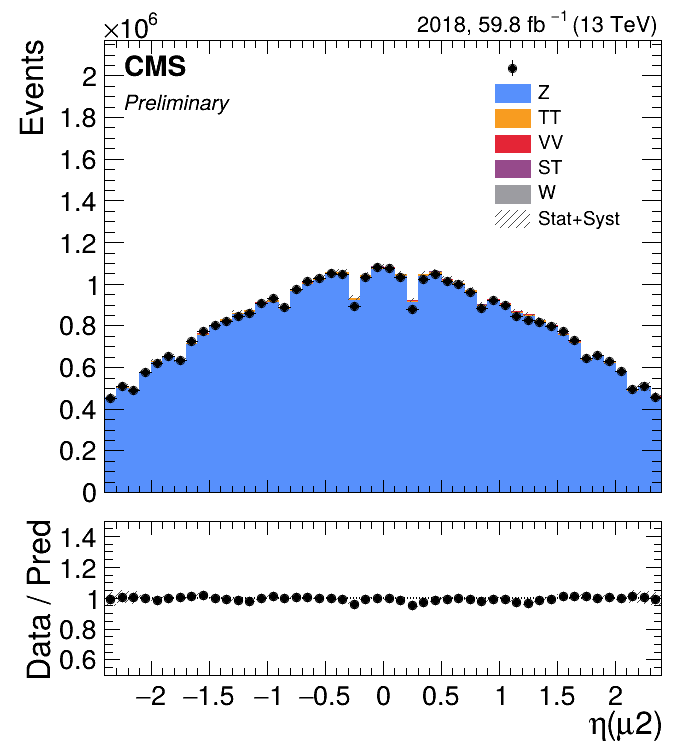 ×10⁶
2018, 59.8 fb⁻¹ (13 TeV)
CMS
Preliminary
Events
Z
TT
VV
ST
W
Stat+Syst
2
1.8
1.6
1.4
1.2
1
0.8
0.6
0.4
0.2
0
Data / Pred
1.4
1.2
1
0.8
0.6
−2 −1.5 −1 −0.5 0 0.5 1 1.5 2
η(μ2)